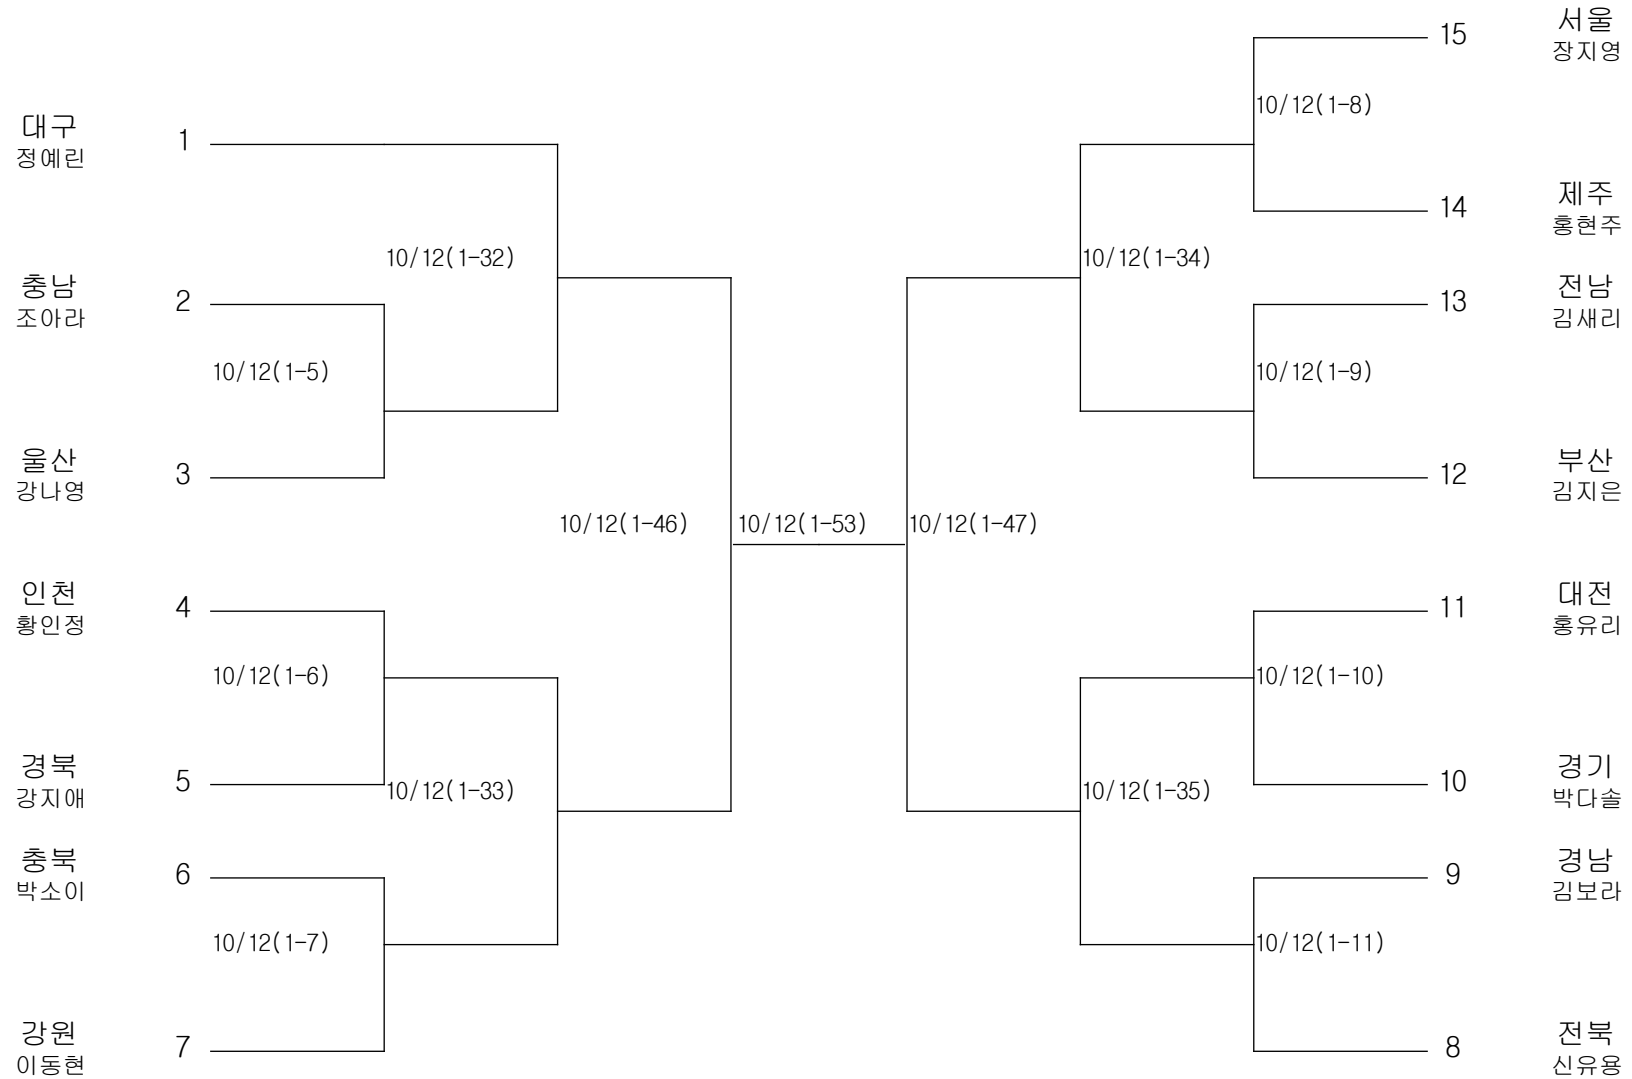 서울
15
장지영
10/12(1-8)
대구
1
정예린
제주
14
홍현주
10/12(1-32)
10/12(1-34)
충남
2
조아라
전남
13
김새리
10/12(1-5)
10/12(1-9)
울산
3
강나영
부산
12
김지은
10/12(1-46)
10/12(1-53)
10/12(1-47)
인천
4
황인정
대전
11
홍유리
10/12(1-6)
10/12(1-10)
경북
5
강지애
10/12(1-33)
10/12(1-35)
경기
10
박다솔
충북
6
박소이
경남
9
김보라
10/12(1-7)
10/12(1-11)
강원
7
이동현
전북
8
신유용